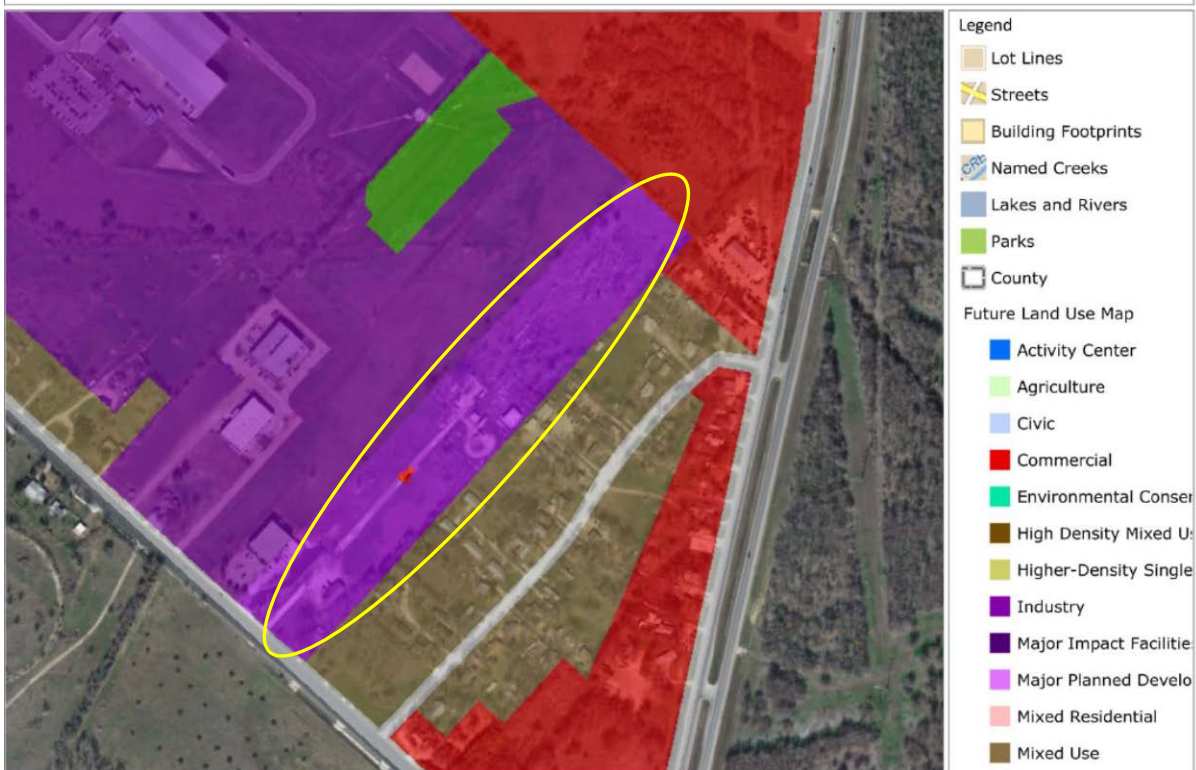 Legend
Lot Lines
Streets
Building Footprints
Named Creeks
Lakes and Rivers
Parks
County
Future Land Use Map
Activity Center
Agriculture
Civic
Commercial
Environmental Conser
High Density Mixed U
Higher-Density Single
Industry
Major Impact Facilitie
Major Planned Develo
Mixed Residential
Mixed Use